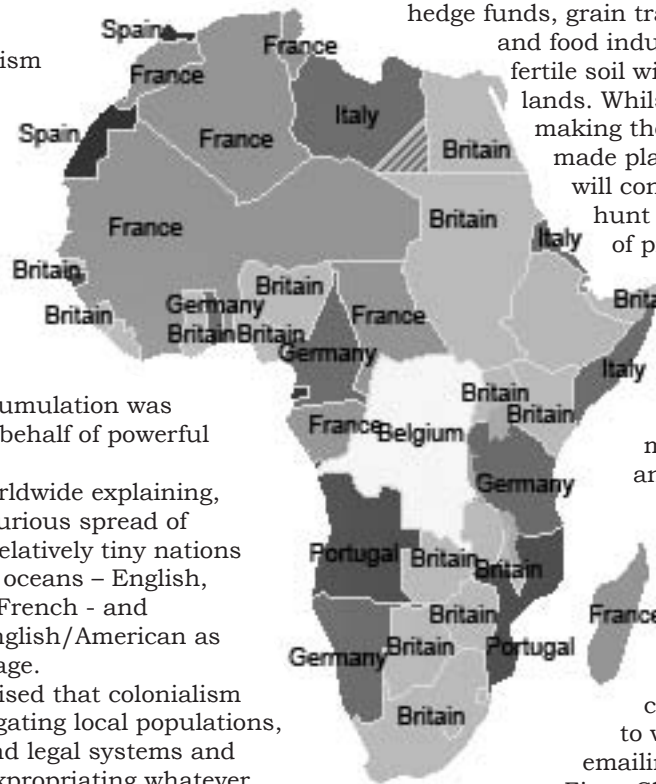 ism
cumulation was
behalf of powerful
rldwide explaining,
urious spread of
elatively tiny nations
oceans – English,
French - and
nglish/American as
age.
ised that colonialism
gating local populations,
nd legal systems and
xpropriating whatever
Spain
France
France
Spain
France
Italy
Britain
France
Britain
Italy
Britain
Britain
Germany
Britain
Britain
Britain
Germany
France
Brita
Italy
Britain
Britain
France
Belgium
Germany
Portugal
Britain
Britain
Britain
France
Germany
Britain
Portugal
Britain
hedge funds, grain tra
and food indu
fertile soil wi
lands. Whils
making the
made pla
will con
hunt
of p
n
an
c
to w
emailin